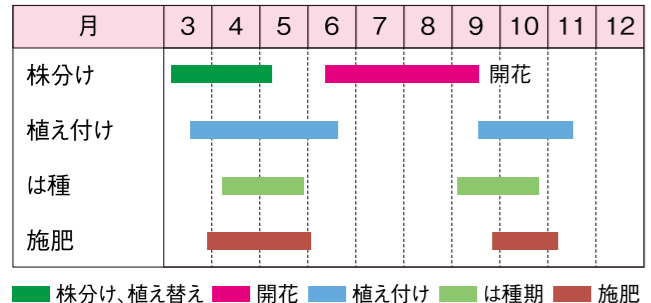 月 3 4 5 6 7 8 9 10 11 12
株分け 開花
植え付け
は種
施肥
株分け、植え替え 開花 植え付け は種期 施肥